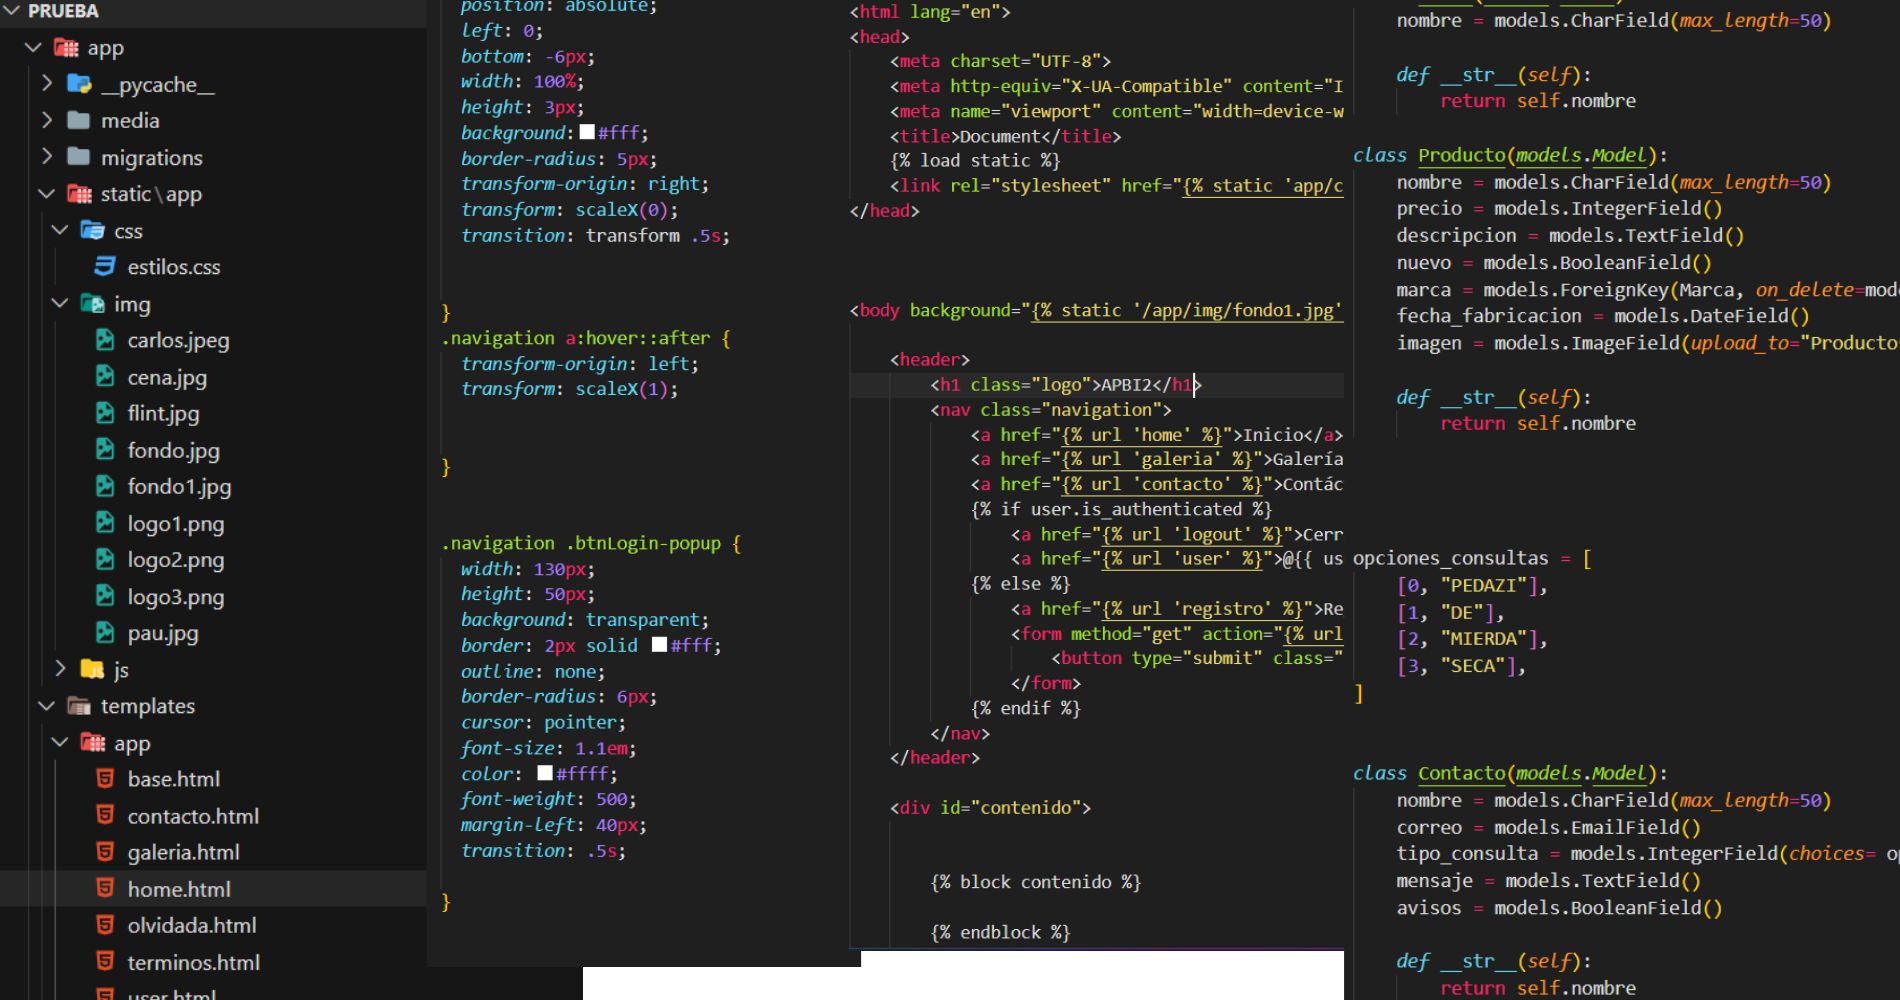 PRUEBA
app
__pycache__
media
migrations
static\app
css
estilos.css
img
carlos.jpeg
cena.jpg
flint.jpg
fondo.jpg
fondo1.jpg
logo1.png
logo2.png
logo3.png
pau.jpg
js
templates
app
base.html
contacto.html
galeria.html
home.html
olvidada.html
terminos.html
user.html
position: absolute;
left: 0;
bottom: -6px;
width: 100%;
height: 3px;
background: #fff;
border-radius: 5px;
transform-origin: right;
transform: scaleX(0);
transition: transform .5s;
}
.navigation a:hover::after {
transform-origin: left;
transform: scaleX(1);
}
.navigation .btnLogin-popup {
width: 130px;
height: 50px;
background: transparent;
border: 2px solid #fff;
outline: none;
border-radius: 6px;
cursor: pointer;
font-size: 1.1em;
color: #ffff;
font-weight: 500;
margin-left: 40px;
transition: .5s;
}
<html lang="en">
<head>
<meta charset="UTF-8">
<meta http-equiv="X-UA-Compatible" content="I
<meta name="viewport" content="width=device-w
<title>Document</title>
{% load static %}
<link rel="stylesheet" href="{% static 'app/c
</head>
<body background="{% static '/app/img/fondo1.jpg'
<header>
<h1 class="logo">APBI2</h1>
<nav class="navigation">
<a href="{% url 'home' %}">Inicio</a>
<a href="{% url 'galeria' %}">Galería
<a href="{% url 'contacto' %}">Contác
{% if user.is_authenticated %}
<a href="{% url 'logout' %}">Cerr
<a href="{% url 'user' %}">@{{ us
{% else %}
<a href="{% url 'registro' %}">Re
<form method="get" action="{% url
<button type="submit" class="
</form>
{% endif %}
</nav>
</header>
<div id="contenido">
{% block contenido %}
{% endblock %}
nombre = models.CharField(max_length=50)
def __str__(self):
return self.nombre
class Producto(models.Model):
nombre = models.CharField(max_length=50)
precio = models.IntegerField()
descripcion = models.TextField()
nuevo = models.BooleanField()
marca = models.ForeignKey(Marca, on_delete=mode
fecha_fabricacion = models.DateField()
imagen = models.ImageField(upload_to="Producto
def __str__(self):
return self.nombre
opciones_consultas = [
[0, "PEDAZI"],
[1, "DE"],
[2, "MIERDA"],
[3, "SECA"],
]
class Contacto(models.Model):
nombre = models.CharField(max_length=50)
correo = models.EmailField()
tipo_consulta = models.IntegerField(choices= op
mensaje = models.TextField()
avisos = models.BooleanField()
def __str__(self):
return self.nombre